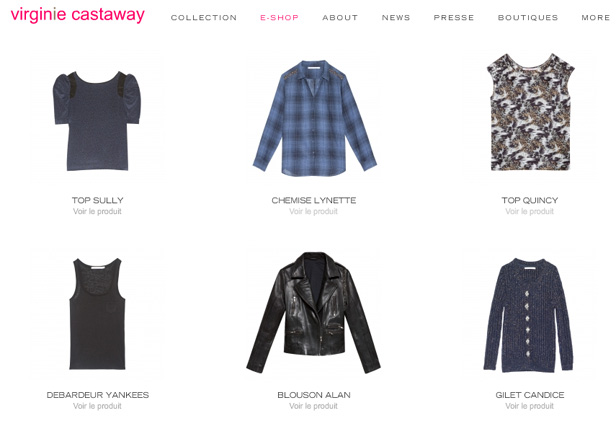 virginie castaway
COLLECTION E-SHOP ABOUT NEWS PRESSE BOUTIQUES MORE
TOP SULLY CHEMISE LYNETTE TOP QUINCY
Voir le produit Voir le produit Voir le produit
DEBARDEUR YANKEES BLOUSON ALAN GILET CANDICE
Voir le produit Voir le produit Voir le produit